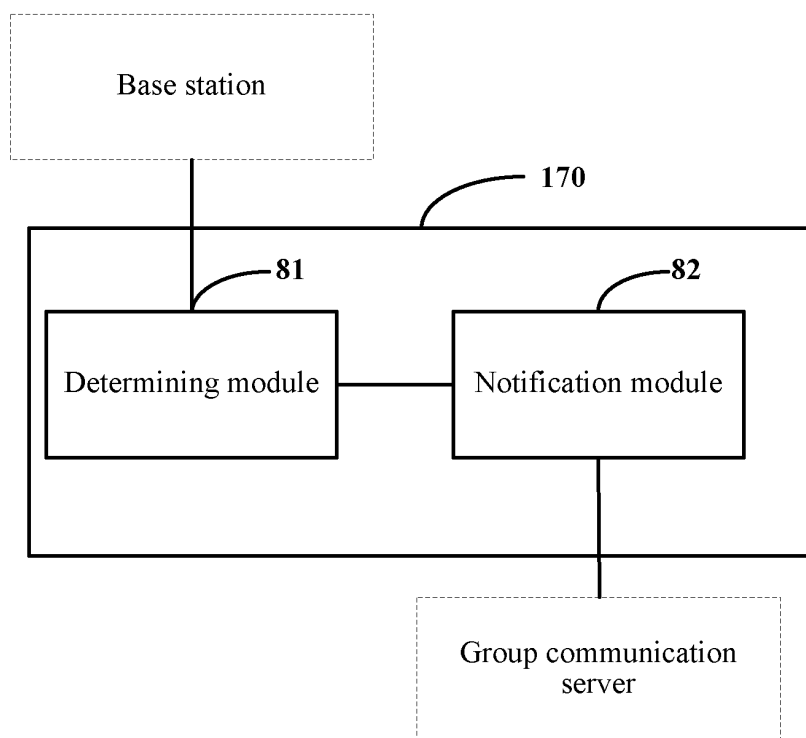 Base station
170
81
82
Determining module
Notification module
Group communication
server